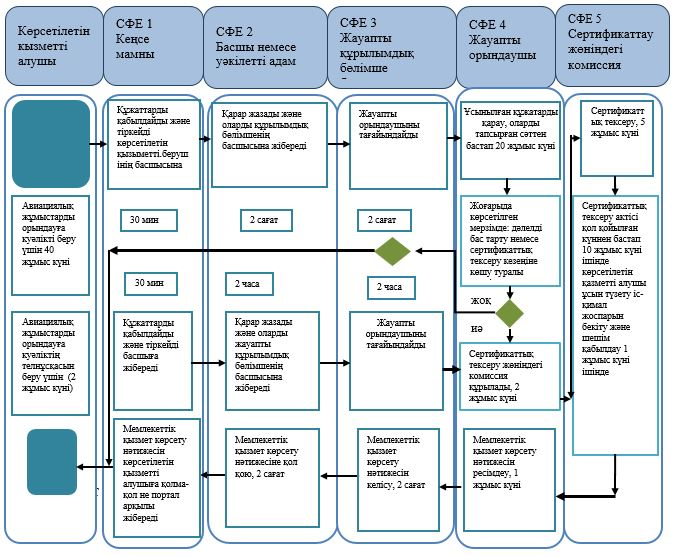 Көрсетілетін
қызметті
алушы
СФЕ 1
Кеңсе
мамны
СФЕ 2
Басшы немесе
уәкілетті адам
СФЕ 3
Жауапты
құрылымдық
бөлімше
СФЕ 4
Жауапты
орындаушы
СФЕ 5
Сертификаттау
жөніндегі
комиссия
Құжаттарды
қабылдайды және
тіркейді
көрсетілетін
қызыметті.беруш
інің басшысына
Қарар жазады және
оларды құрылымдық
бөлімшенің
басшысына жібереді
Жауапты
орындаушыны
тағайындайды
Ұсынылған құжатарды
қарау, оларды
тапсырған сәттен
бастап 20 жұмыс күні
Сертификатт
ық тексеру, 5
жұмыс күні
Авиациялық
жұмыстарды
орындауға
куәлікті беру
үшін 40
жұмыс күні
30 мин
2 сағат
2 сағат
Жоғарыда
көрсетілген
мерзімде: дәлелді
бас тарту немесе
сертификаттық
тексеру кезеңіне
көшу туралы
Сертификаттық
тексеру актісі
қол қойылған
күннен бастап
10 жұмыс күні
ішінде
көрсетілетін
қазметті алушы
ұсын түзету іс-
қимал
жоспарын
бекіту және
шешім
қабылдау 1
жұмыс күні
ішінде
30 мин
2 часа
2 часа
жоқ
иә
Авиациялық
жұмыстарды
орындауға
куәліктің
телнұсқасын
беру үшін (2
жұмыс күні)
Құжаттарды
қабылдайды
және тіркейді
басшыға
жібереді
Қарар жазады
және оларды
жауапты
құрылымдық
бөлімшенің
басшысына
жібереді
Жауапты
орындаушыны
тағайындайды
Сертификаттық
тексеру жөніндегі
комиссия
құрылады, 2
жұмыс күні
Мемлекеттік
қызмет көрсету
нәтижесін
көрсетілетін
қызметті
алушыға қолма-
қол не портал
арқылы
жібереді
Мемлекеттік
қызмет көрсету
нәтижесіне қол
қою, 2 сағат
Мемлекеттік
қызмет
көрсету
нәтижесін
келісу, 2 сағат
Мемлекеттік
қызмет көрсету
нәтижесін
ресімдеу, 1
жұмыс күні